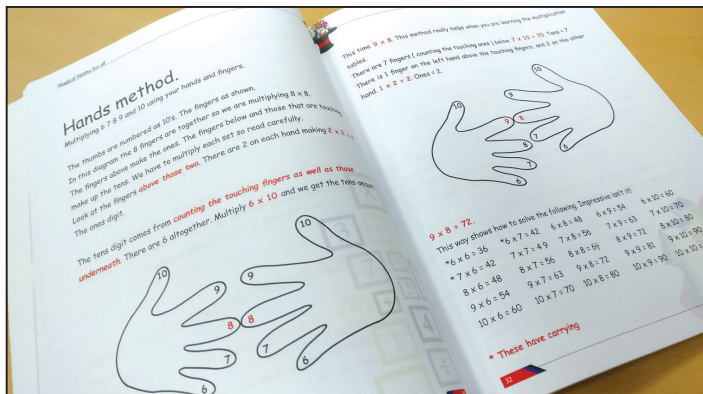 Magical Maths for all
Hands method.
Multiplying 6 7 8 9 and 10 using your hands and fingers.
The thumbs are numbered as 10's. The fingers as shown.
In this diagram the 8 fingers are together so we are multiplying 8 x 8.
The fingers above make the ones. The fingers below and those that are touching
make up the tens. We have to multiply each set so read carefully.
Look at the fingers above those two. There are 2 on each hand making 2 x 2 =
The ones digit.
The tens digit comes from counting the touching fingers as well as those
underneath. There are 6 altogether. Multiply 6 x 10 and we get the tens
10
9
8
7
6
10
9
8
7
6
This time 9 x 8. This method really helps when you are learning the multiplication
tables.
There are 7 fingers ( counting the touching ones ) below. 7 x 10 = 70. Tens = 7
There is 1 finger on the left hand above the touching fingers, and 2 on the other
hand. 1 x 2 = 2. Ones = 2.
10
9
8
7
6
10
9
8
7
6
9 x 8 = 72.
This way shows how to solve the following. Impressive isn't it!
*6 x 6 = 36 *6 x 7 = 42 6 x 8 = 48 6 x 9 = 54 6 x 10 = 60
*7 x 6 = 42 7 x 7 = 49 7 x 8 = 56 7 x 9 = 63 7 x 10 = 70
8 x 6 = 48 8 x 7 = 56 8 x 8 = 64 8 x 9 = 72 8 x 10 = 80
9 x 6 = 54 9 x 7 = 63 9 x 8 = 72 9 x 9 = 81 9 x 10 = 90
10 x 6 = 60 10 x 7 = 70 10 x 8 = 80 10 x 9 = 90 10 x 10 =
* These have carrying
32